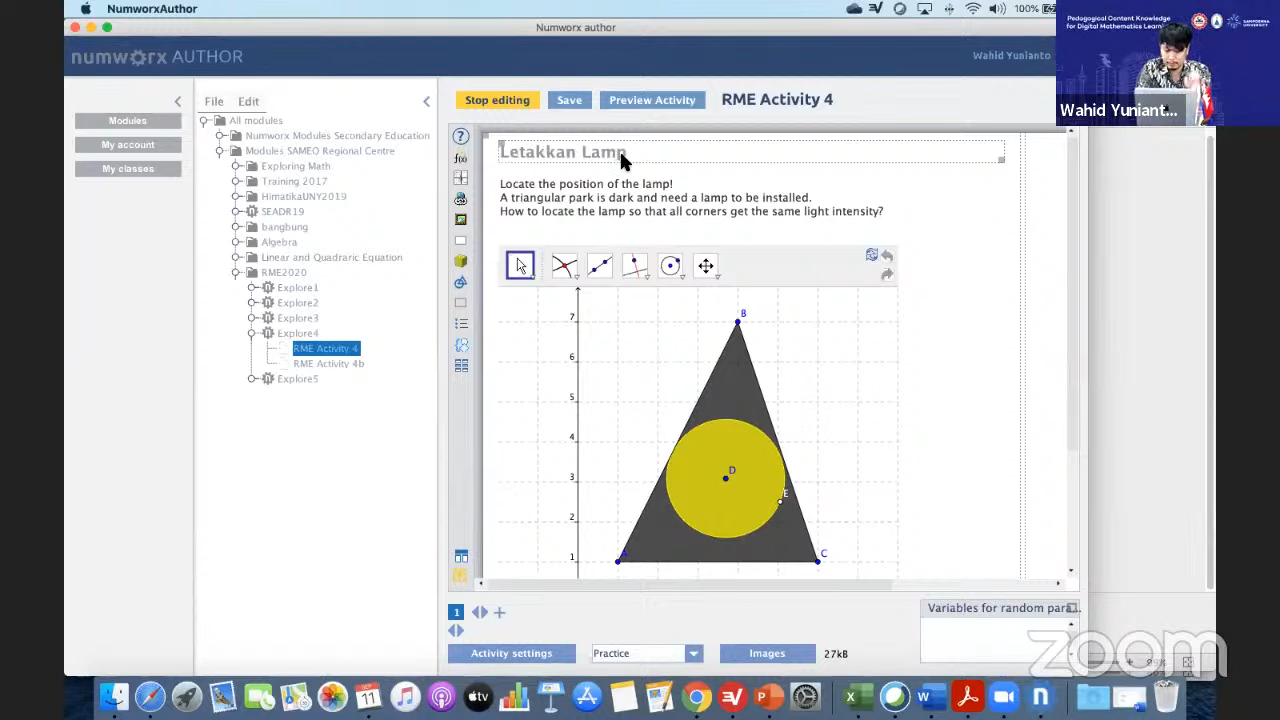 NumworxAuthor
100%
Numworx author
numworx AUTHOR
Wahid Yunianto
Pedagogical Content Knowledge
for Digital Mathematics Learn
SAMPOERNA
UNIVERSITY
Wahid Yuniant...
Modules
My account
My classes
File Edit
All modules
Numworx Modules Secondary Education
Modules SAMEO Regional Centre
Exploring Math
Training 2017
HimatikaUNY2019
SEADR19
bangbung
Algebra
Linear and Quadratic Equation
RME2020
Explore1
Explore2
Explore3
Explore4
RME Activity 4
RME Activity 4b
Explore5
Stop editing Save Preview Activity RME Activity 4
Letakkan Lamp
Locate the position of the lamp!
A triangular park is dark and need a lamp to be installed.
How to locate the lamp so that all corners get the same light intensity?
7
6
5
4
3
2
1
B
D
E
A
C
1
Variables for random para...
Activity settings Practice Images 27kB
zoom